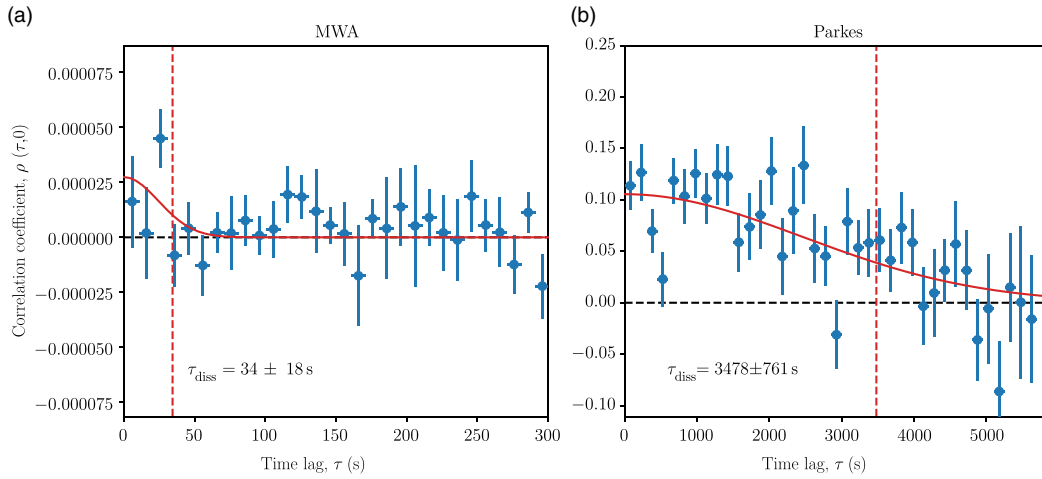 (a)
MWA
Correlation coefficient, ρ (τ,0)
0.000075
0.000050
0.000025
0.000000
−0.000025
−0.000050
−0.000075
τdiss = 34 ± 18 s
0 50 100 150 200 250 300
Time lag, τ (s)
(b)
Parkes
0.25
0.20
0.15
0.10
0.05
0.00
−0.05
−0.10
τdiss = 3478±761 s
0 1000 2000 3000 4000 5000
Time lag, τ (s)